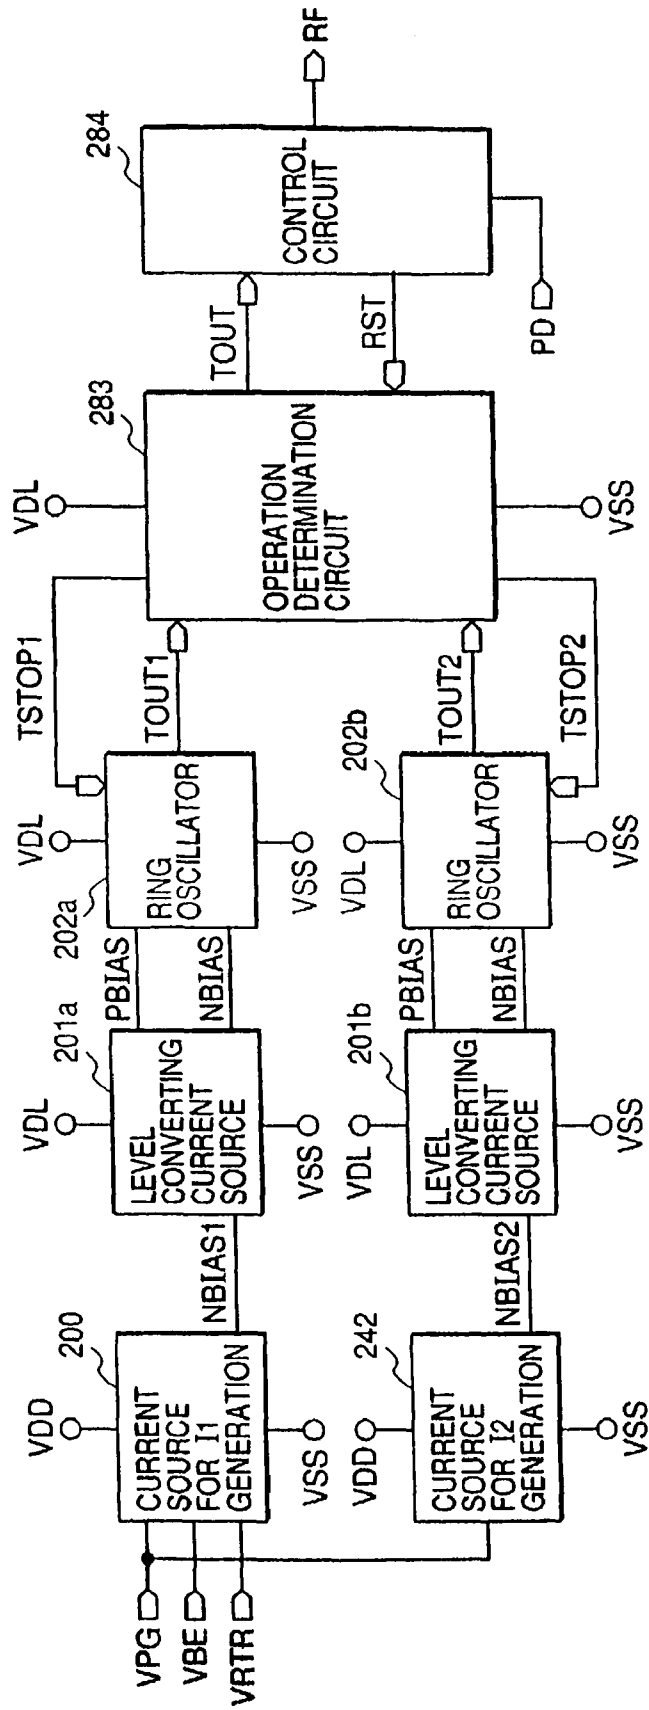 VPG
VBE
VRTR
VDD
200
CURRENT
SOURCE
FOR I1
GENERATION
VSS
NBIAS1
VDL
201a
LEVEL
CONVERTING
CURRENT
SOURCE
VSS
PBIAS
NBIAS
VDL
202a
RING
OSCILLATOR
VSS
TSTOP1
TOUT1
VDD
242
CURRENT
SOURCE
FOR I2
GENERATION
VSS
NBIAS2
VDL
201b
LEVEL
CONVERTING
CURRENT
SOURCE
VSS
PBIAS
NBIAS
VDL
202b
RING
OSCILLATOR
VSS
TOUT2
TSTOP2
VDL
283
OPERATION
DETERMINATION
CIRCUIT
VSS
TOUT
RST
284
CONTROL
CIRCUIT
PD
RF